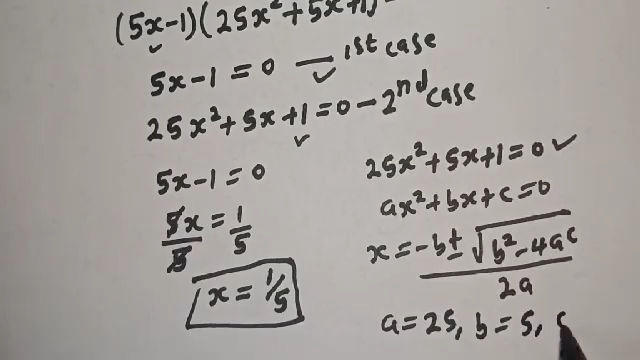 (5x-1)(25x²+5x+1)
5x-1=0 — 1st case
25x²+5x+1=0 - 2nd case
5x-1=0
5x/5 = 1/5
x = 1/5
25x²+5x+1=0 ✓
ax²+bx+c=0
x = -b±√b²-4ac / 2a
a=25, b=5, c